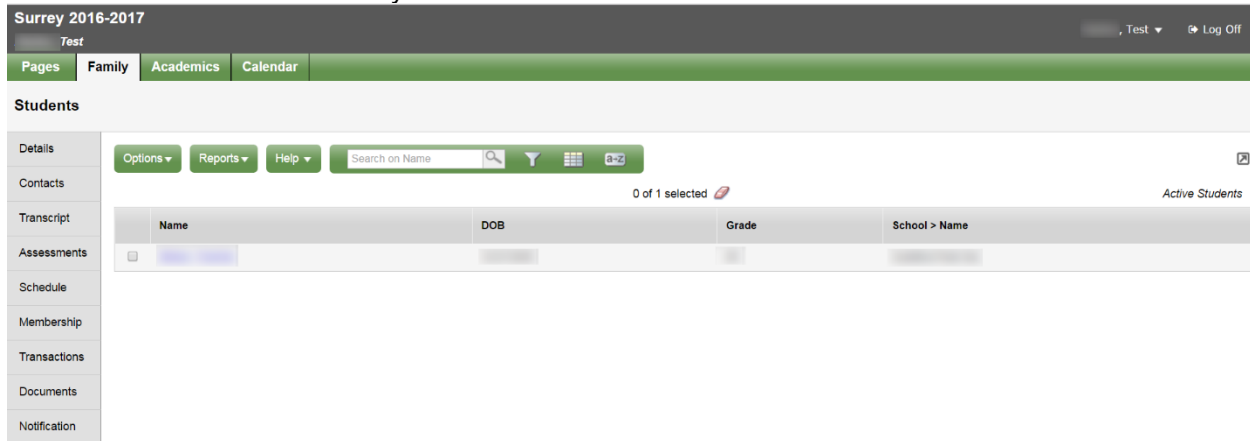 Surrey 2016-2017
Test
, Test
Log Off
Pages Family Academics Calendar
Students
Details
Contacts
Transcript
Assessments
Schedule
Membership
Transactions
Documents
Notification
Options Reports Help Search on Name a-z
0 of 1 selected
Active Students
Name DOB Grade School > Name